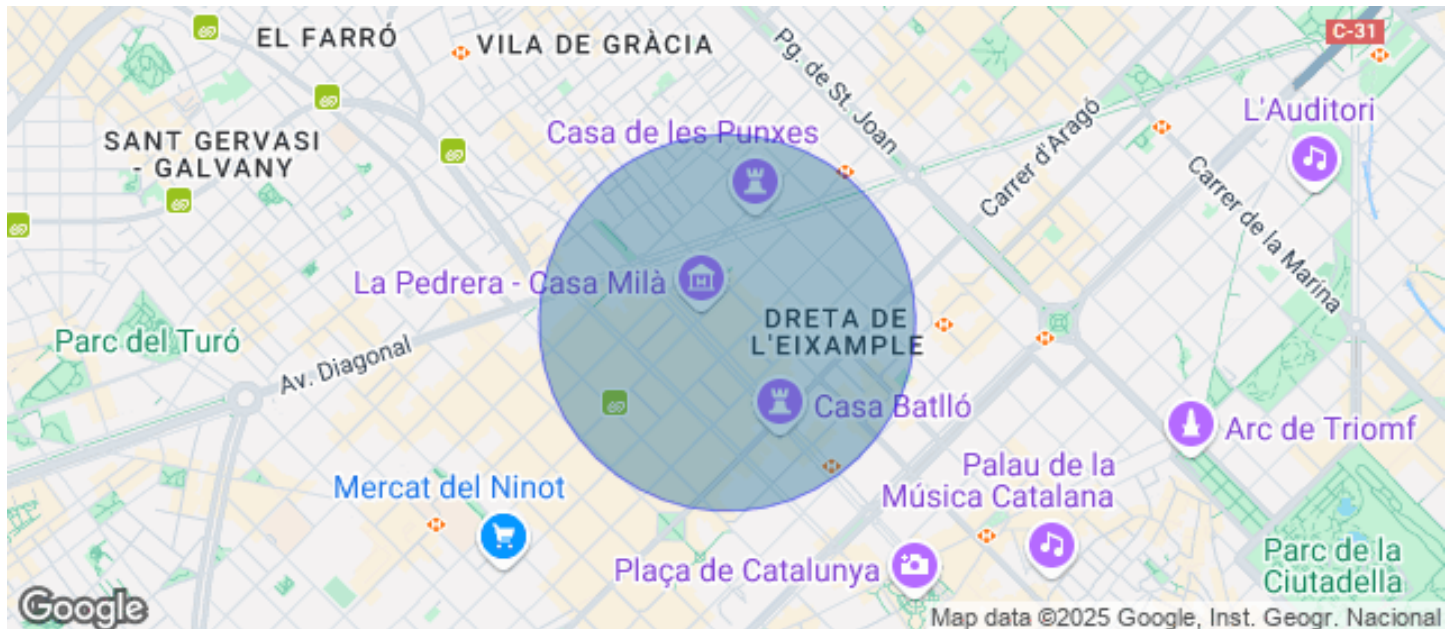 EL FARRÓ
VILA DE GRÀCIA
C-31
Pg. de St. Joan
L'Auditori
Carrer d'Aragó
SANT GERVASI
- GALVANY
Casa de les Punxes
Carrer de la Marina
La Pedrera - Casa Milà
DRETA DE
L'EIXAMPLE
Parc del Turó
Av. Diagonal
Casa Batlló
Arc de Triomf
Mercat del Ninot
Palau de la
Música Catalana
Plaça de Catalunya
Parc de la
Ciutadella
Google
Map data ©2025 Google, Inst. Geogr. Nacional